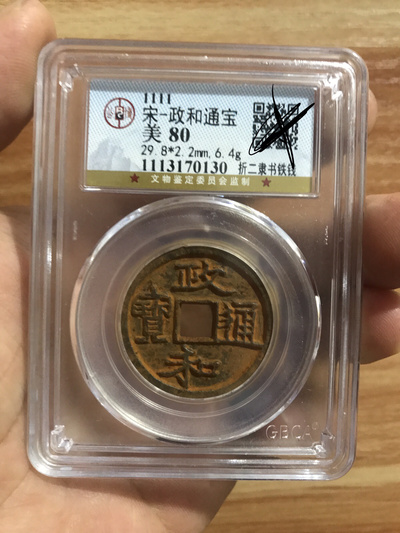 1111
宋-政和通宝
美 80
29.8*2.2mm,6.4g
1113170130 折二隶书铁钱
★ 文物鉴定委员会监制 ★
政
寶 通
和
GBCA